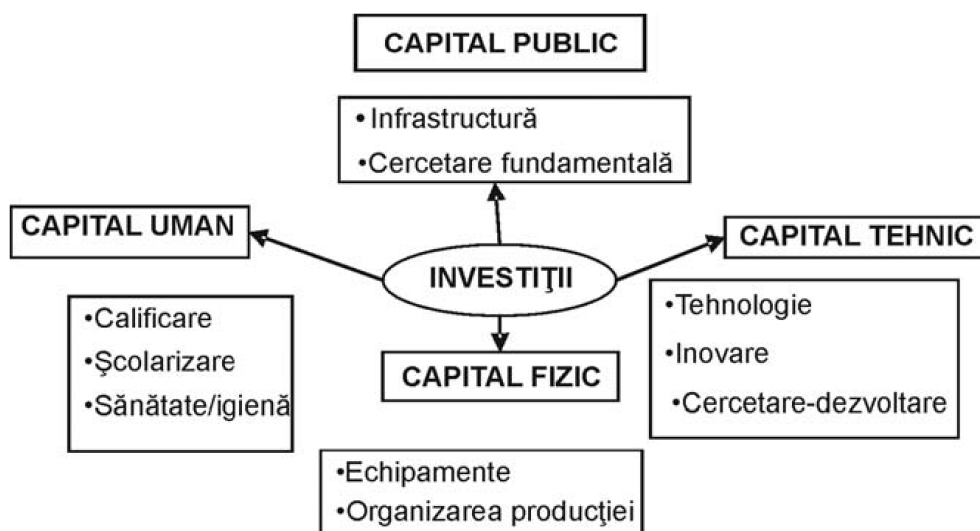 CAPITAL PUBLIC
• Infrastructură
•Cercetare fundamentală
CAPITAL UMAN
CAPITAL TEHNIC
INVESTIŢII
•Calificare
•Şcolarizare
•Sănătate/igienă
CAPITAL FIZIC
•Tehnologie
•Inovare
•Cercetare-dezvoltare
•Echipamente
•Organizarea producţiei